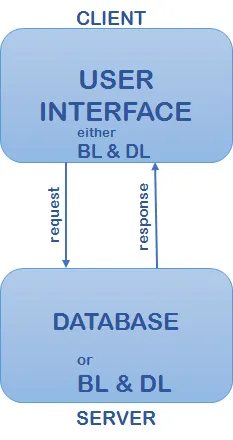 CLIENT
USER
INTERFACE
either
BL & DL
request
response
DATABASE
or
BL & DL
SERVER